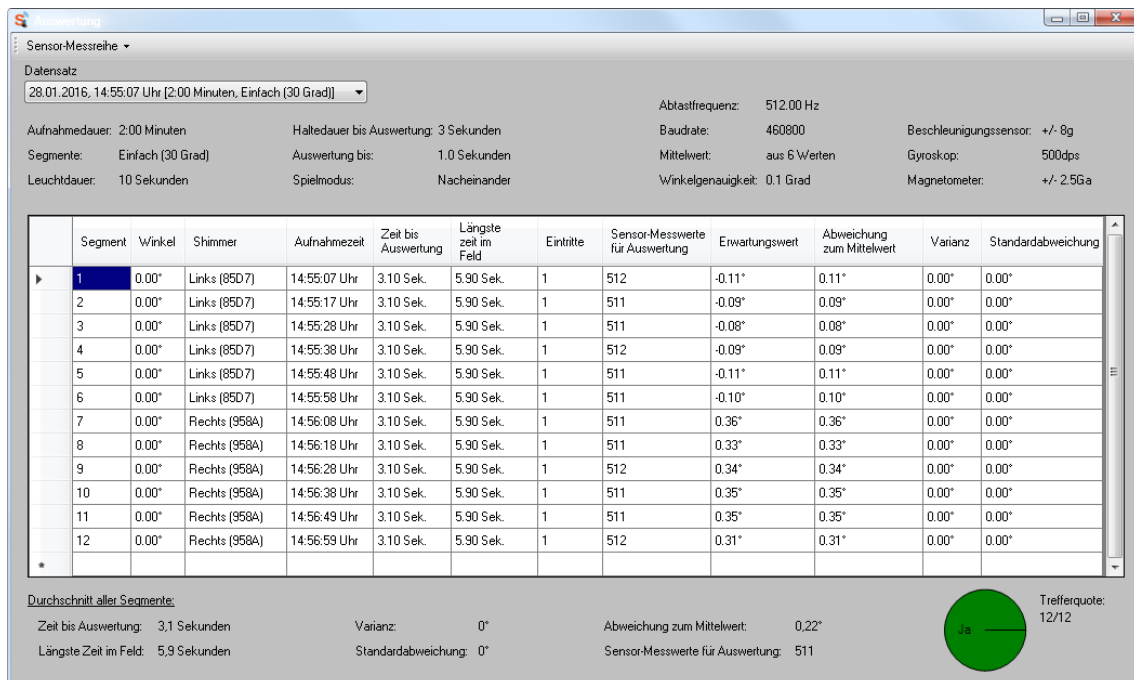 Auswertung
Sensor-Messreihe
Datensatz
28.01.2016, 14:55:07 Uhr [2:00 Minuten, Einfach (30 Grad)]
Abtastfrequenz: 512.00 Hz
Aufnahmedauer: 2:00 Minuten Haltedauer bis Auswertung: 3 Sekunden Baudrate: 460800 Beschleunigungssensor: +/- 8g
Segmente: Einfach (30 Grad) Auswertung bis: 1.0 Sekunden Mittelwert: aus 6 Werten Gyroskop: 500dps
Leuchtdauer: 10 Sekunden Spielmodus: Nacheinander Winkelgenauigkeit: 0.1 Grad Magnetometer: +/- 2.5Ga
Segment Winkel Shimmer Aufnahmezeit Zeit bis Auswertung Längste zeit im Feld Eintritte Sensor-Messwerte für Auswertung Erwartungswert Abweichung zum Mittelwert Varianz Standardabweichung
1 0.00° Links (85D7) 14:55:07 Uhr 3.10 Sek. 5.90 Sek. 1 512 -0.11° 0.11° 0.00° 0.00°
2 0.00° Links (85D7) 14:55:17 Uhr 3.10 Sek. 5.90 Sek. 1 511 -0.09° 0.09° 0.00° 0.00°
3 0.00° Links (85D7) 14:55:28 Uhr 3.10 Sek. 5.90 Sek. 1 511 -0.08° 0.08° 0.00° 0.00°
4 0.00° Links (85D7) 14:55:38 Uhr 3.10 Sek. 5.90 Sek. 1 512 -0.09° 0.09° 0.00° 0.00°
5 0.00° Links (85D7) 14:55:48 Uhr 3.10 Sek. 5.90 Sek. 1 511 -0.11° 0.11° 0.00° 0.00°
6 0.00° Links (85D7) 14:55:58 Uhr 3.10 Sek. 5.90 Sek. 1 511 -0.10° 0.10° 0.00° 0.00°
7 0.00° Rechts (958A) 14:56:08 Uhr 3.10 Sek. 5.90 Sek. 1 511 0.36° 0.36° 0.00° 0.00°
8 0.00° Rechts (958A) 14:56:18 Uhr 3.10 Sek. 5.90 Sek. 1 511 0.33° 0.33° 0.00° 0.00°
9 0.00° Rechts (958A) 14:56:28 Uhr 3.10 Sek. 5.90 Sek. 1 512 0.34° 0.34° 0.00° 0.00°
10 0.00° Rechts (958A) 14:56:38 Uhr 3.10 Sek. 5.90 Sek. 1 511 0.35° 0.35° 0.00° 0.00°
11 0.00° Rechts (958A) 14:56:49 Uhr 3.10 Sek. 5.90 Sek. 1 511 0.35° 0.35° 0.00° 0.00°
12 0.00° Rechts (958A) 14:56:59 Uhr 3.10 Sek. 5.90 Sek. 1 512 0.31° 0.31° 0.00° 0.00°
Durchschnitt aller Segmente:
Zeit bis Auswertung: 3,1 Sekunden Varianz: 0° Abweichung zum Mittelwert: 0,22°
Längste Zeit im Feld: 5,9 Sekunden Standardabweichung: 0° Sensor-Messwerte für Auswertung: 511
Ja
Trefferquote:
12/12